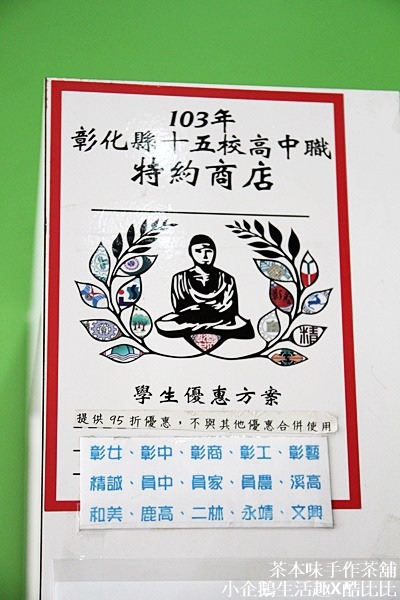 103年
彰化縣十五校高中職
特約商店
學生優惠方案
提供95折優惠，不與其他優惠合併使用
彰女、彰中、彰商、彰工、彰藝
精誠、員中、員家、員農、溪高
和美、鹿高、二林、永靖、文興
精
茶本味手作茶舖
小企鵝生活趣X酷比比